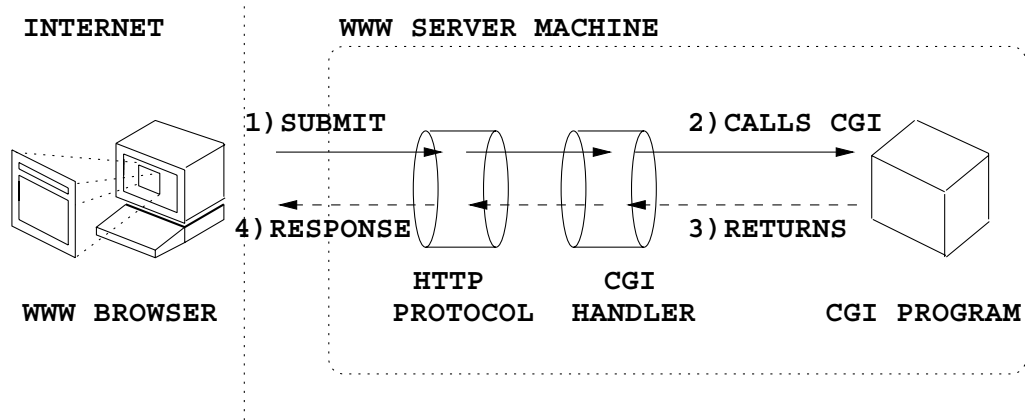 INTERNET
WWW SERVER MACHINE
1)SUBMIT
2)CALLS CGI
4)RESPONSE
3)RETURNS
HTTP
PROTOCOL
CGI
HANDLER
WWW BROWSER
CGI PROGRAM